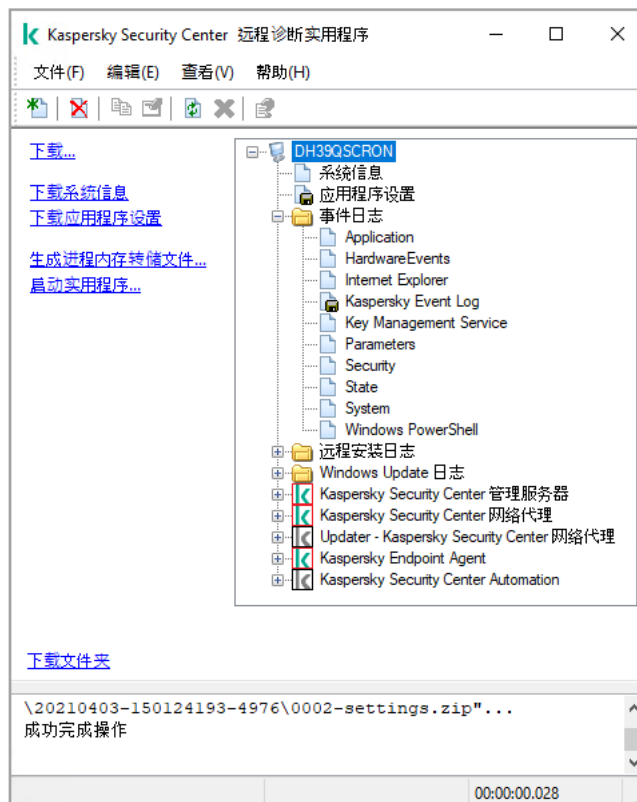 Kaspersky Security Center 远程诊断实用程序
文件(F) 编辑(E) 查看(V) 帮助(H)
下载...
下载系统信息
下载应用程序设置
生成进程内存转储文件...
启动实用程序...
DH39QSCRON
系统信息
应用程序设置
事件日志
Application
HardwareEvents
Internet Explorer
Kaspersky Event Log
Key Management Service
Parameters
Security
State
System
Windows PowerShell
远程安装日志
Windows Update 日志
Kaspersky Security Center 管理服务器
Kaspersky Security Center 网络代理
Updater - Kaspersky Security Center 网络代理
Kaspersky Endpoint Agent
Kaspersky Security Center Automation
下载文件夹
\20210403-150124193-4976\0002-settings.zip"...
成功完成操作
00:00:00.028